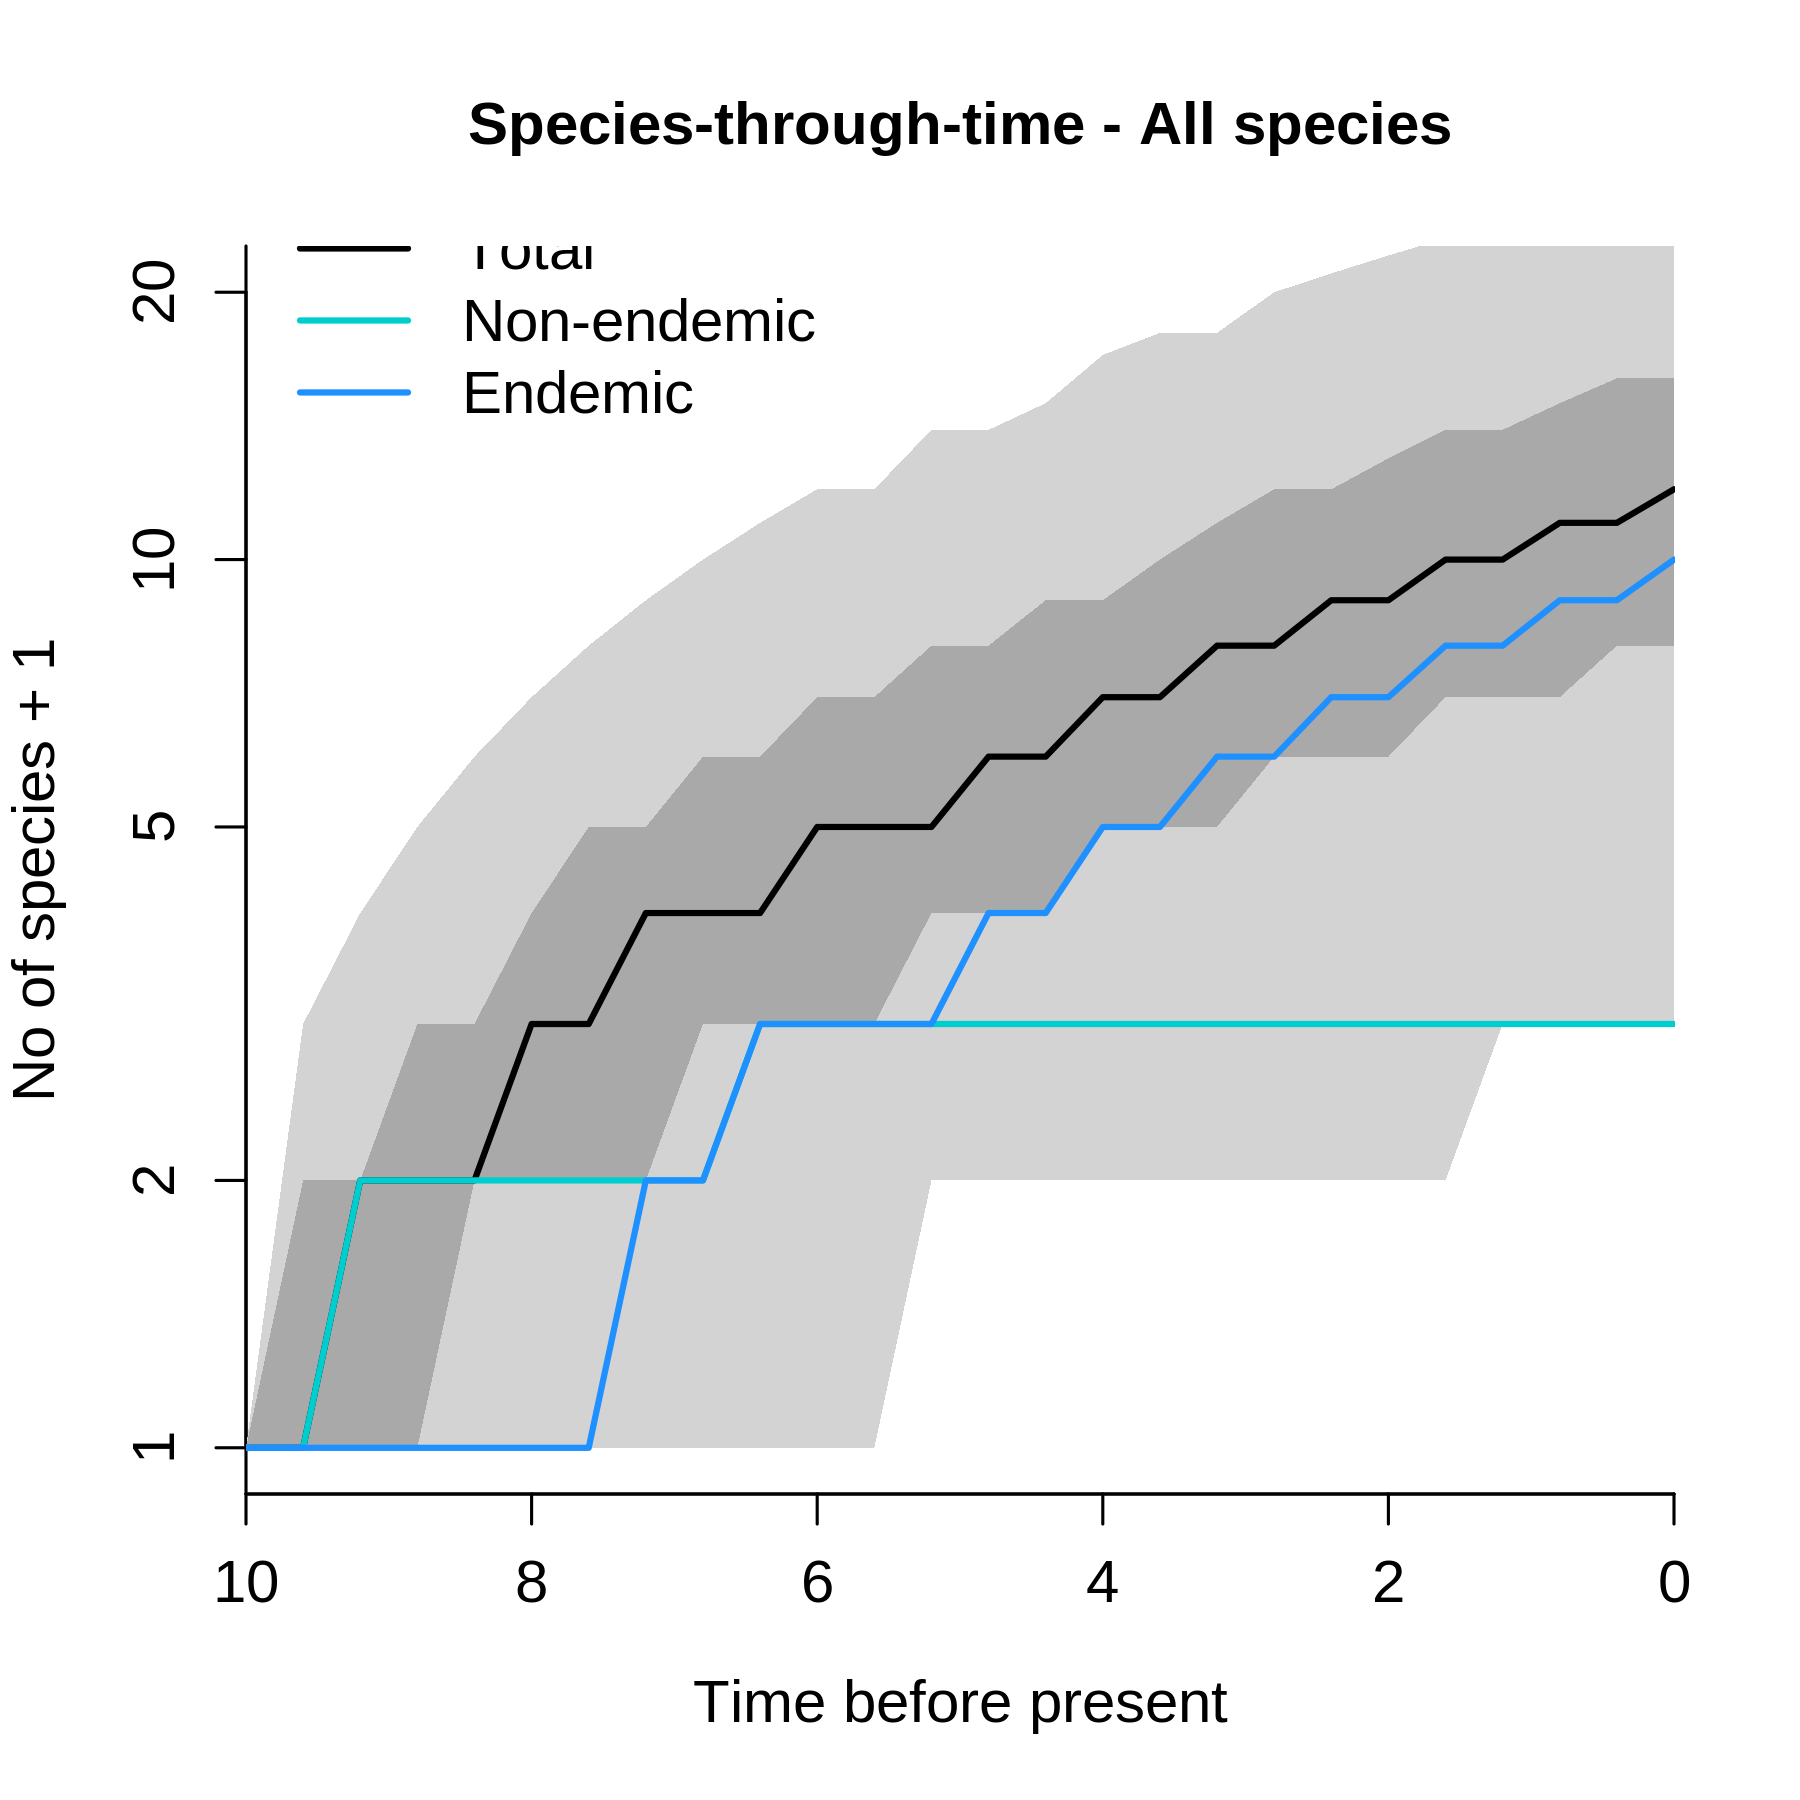 Species-through-time - All species
Total
Non-endemic
Endemic
No of species + 1
20
10
5
2
1
10 8 6 4 2 0
Time before present